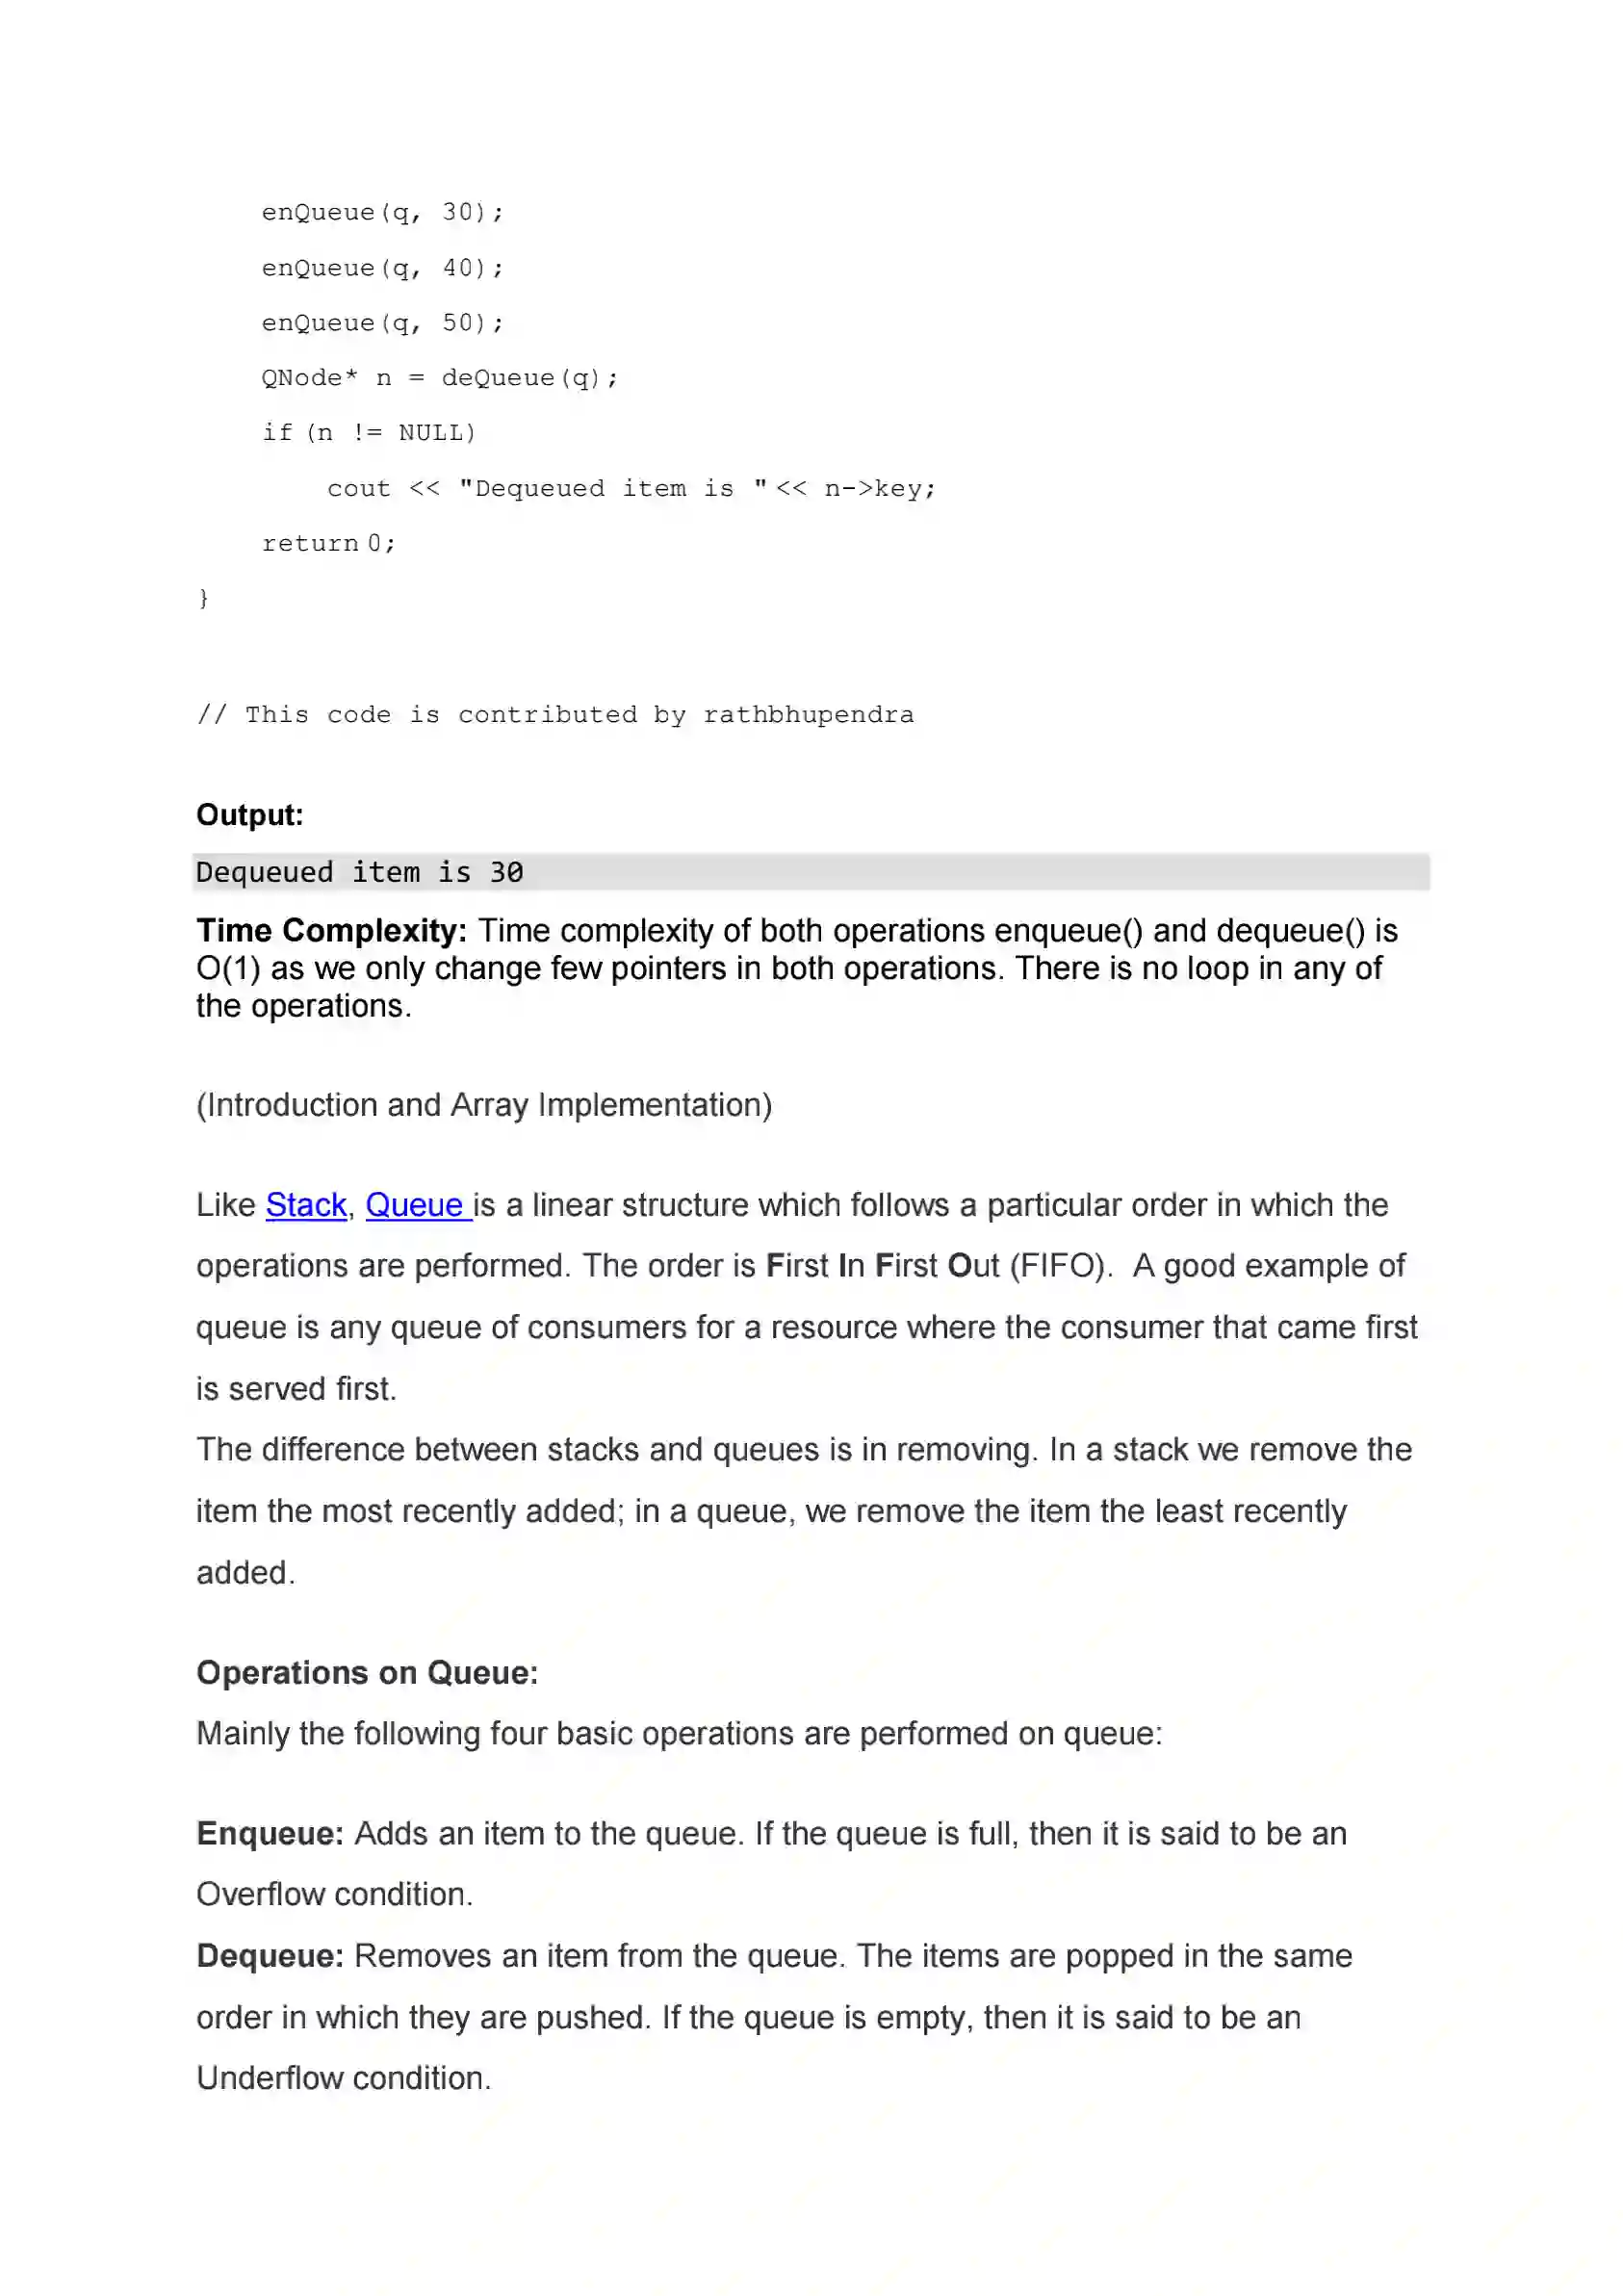 enQueue(q, 30);
enQueue(q, 40);
enQueue(q, 50);
QNode* n = deQueue(q);
if (n != NULL)
cout << "Dequeued item is " << n->key;
return 0;
}
// This code is contributed by rathbhupendra
Output:
Dequeued item is 30
Time Complexity: Time complexity of both operations enqueue() and dequeue() is
O(1) as we only change few pointers in both operations. There is no loop in any of
the operations.
(Introduction and Array Implementation)
Like Stack, Queue is a linear structure which follows a particular order in which the
operations are performed. The order is First In First Out (FIFO).  A good example of
queue is any queue of consumers for a resource where the consumer that came first
is served first.
The difference between stacks and queues is in removing. In a stack we remove the
item the most recently added; in a queue, we remove the item the least recently
added.
Operations on Queue:
Mainly the following four basic operations are performed on queue:
Enqueue: Adds an item to the queue. If the queue is full, then it is said to be an
Overflow condition.
Dequeue: Removes an item from the queue. The items are popped in the same
order in which they are pushed. If the queue is empty, then it is said to be an
Underflow condition.